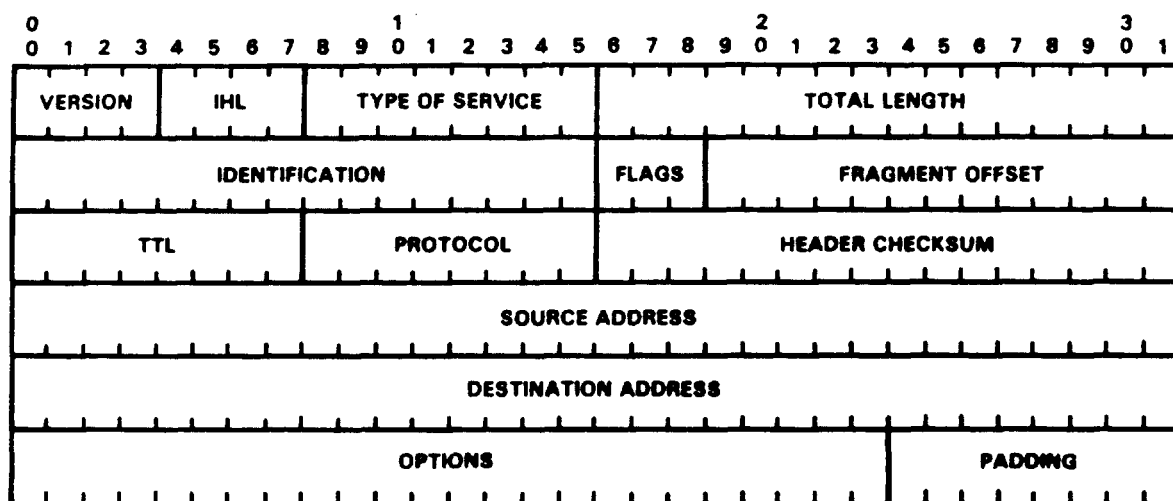 0 1 2 3
0 1 2 3 4 5 6 7 8 9 0 1 2 3 4 5 6 7 8 9 0 1 2 3 4 5 6 7 8 9 0 1
VERSION IHL TYPE OF SERVICE TOTAL LENGTH
IDENTIFICATION FLAGS FRAGMENT OFFSET
TTL PROTOCOL HEADER CHECKSUM
SOURCE ADDRESS
DESTINATION ADDRESS
OPTIONS PADDING